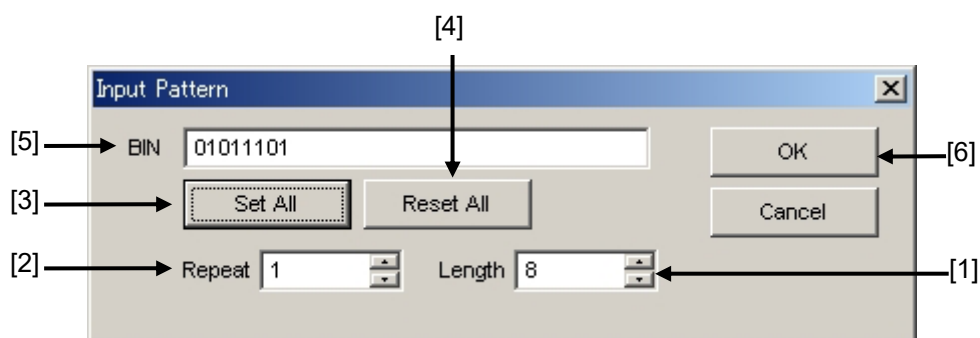 [4]
Input Pattern
[5] BIN 01011101 OK [6]
[3] Set All Reset All Cancel
[2] Repeat 1 Length 8 [1]